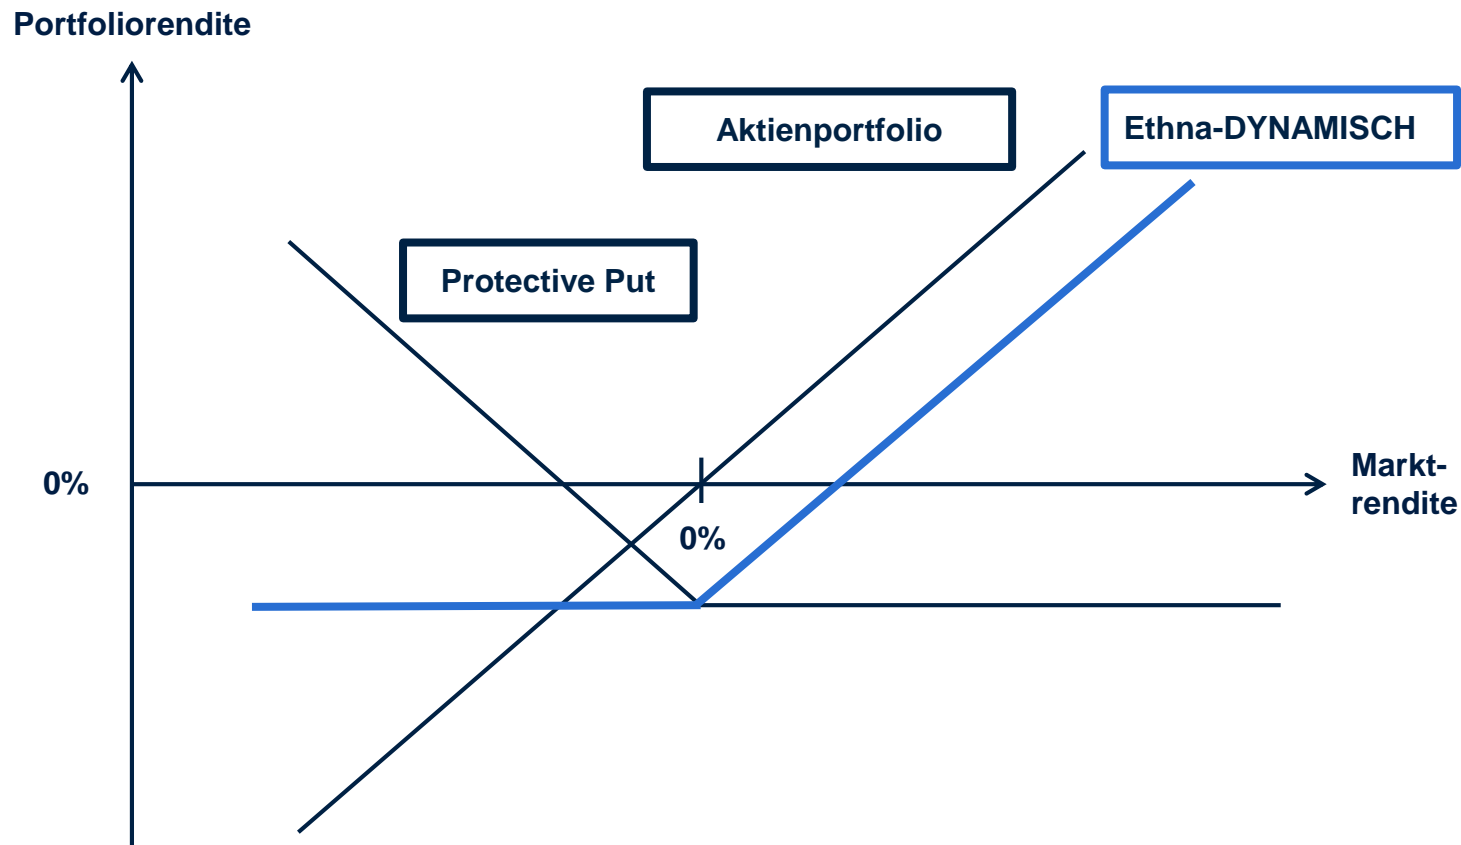 Portfoliorendite
Aktienportfolio
Ethna-DYNAMISCH
Protective Put
0%
0%
Markt-
rendite